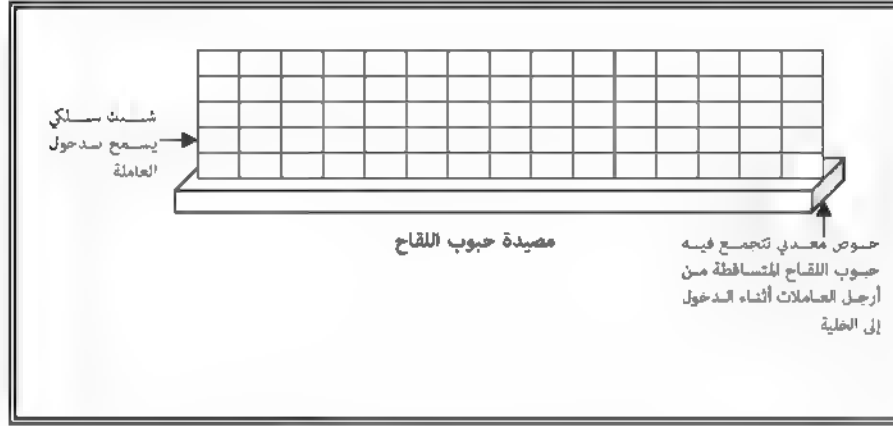 شبك سلكي
يسمح بدخول
العاملة
مصيدة حبوب اللقاح
حوض معدني تتجمع فيه
حبوب اللقاح المتساقطة من
أرجل العاملات أثناء الدخول
إلى الخلية